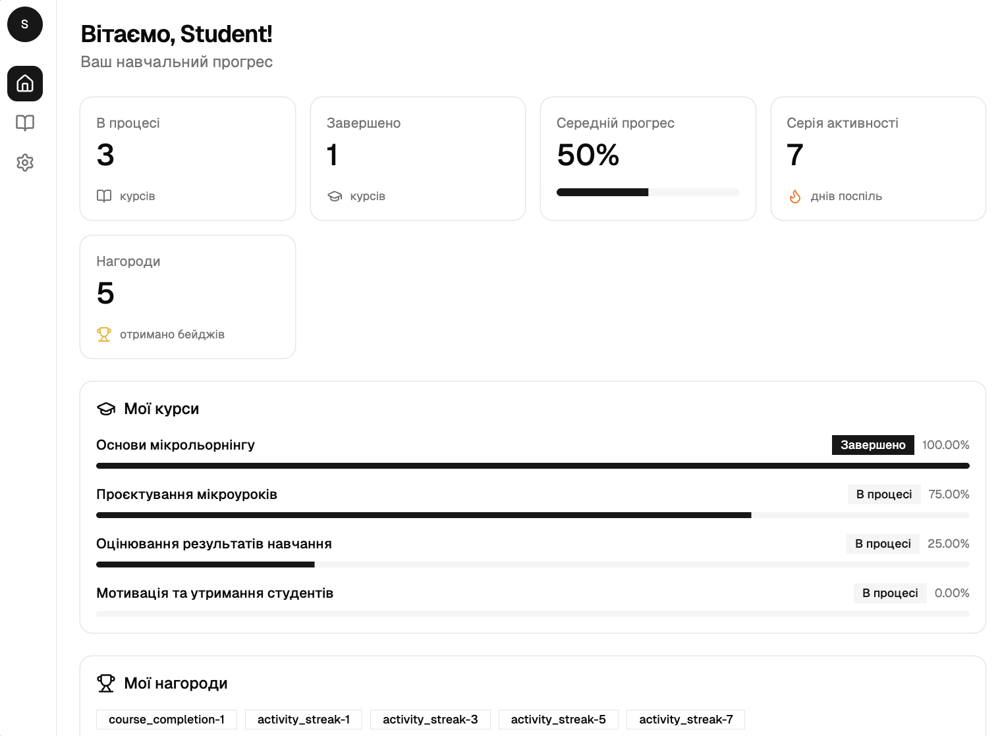 S
Вітаємо, Student!
Ваш навчальний прогрес
В процесі
3
курсів
Завершено
1
курсів
Середній прогрес
50%
Серія активності
7
днів поспіль
Нагороди
5
отримано бейджів
Мої курси
Основи мікрольорнінгу Завершено 100.00%
Проєктування мікроуроків В процесі 75.00%
Оцінювання результатів навчання В процесі 25.00%
Мотивація та утримання студентів В процесі 0.00%
Мої нагороди
course_completion-1 activity_streak-1 activity_streak-3 activity_streak-5 activity_streak-7